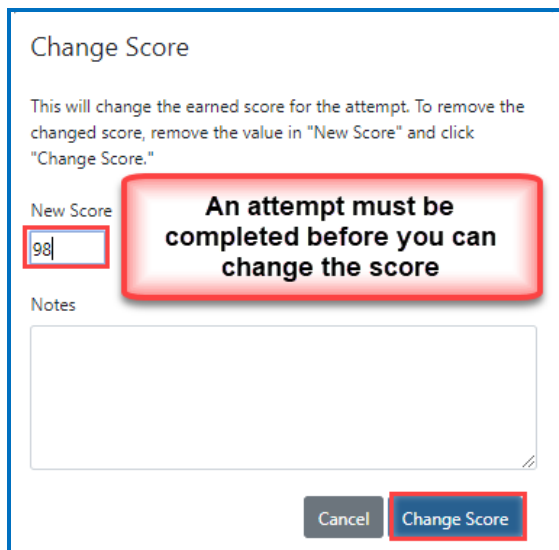 Change Score
This will change the earned score for the attempt. To remove the
changed score, remove the value in "New Score" and click
"Change Score."
New Score
98
An attempt must be
completed before you can
change the score
Notes
Cancel
Change Score